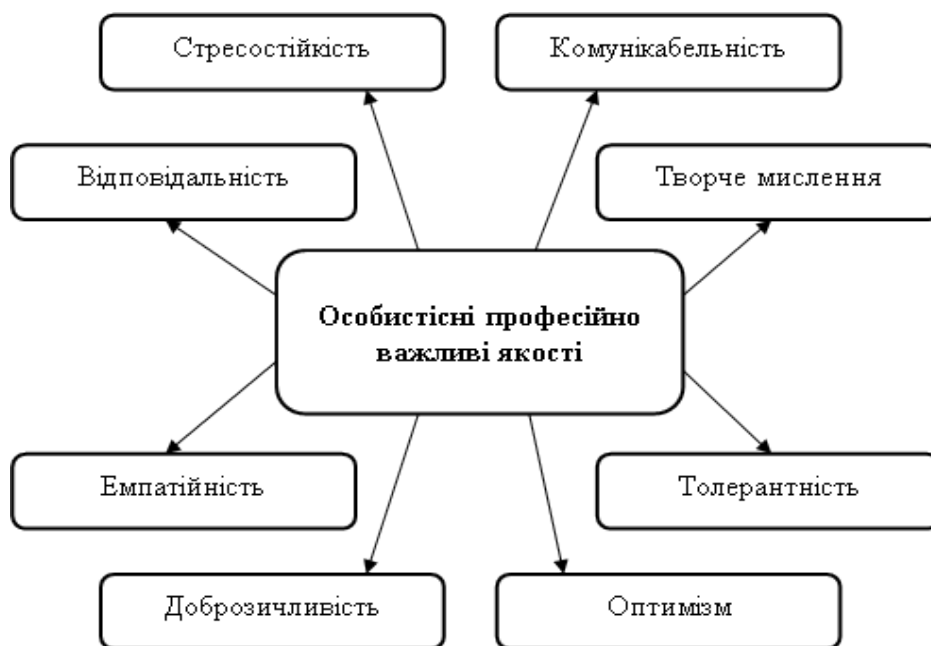 Стресостійкість
Комунікабельність
Відповідальність
Творче мислення
Особистісні професійно
важливі якості
Емпатійність
Толерантність
Доброзичливість
Оптимізм